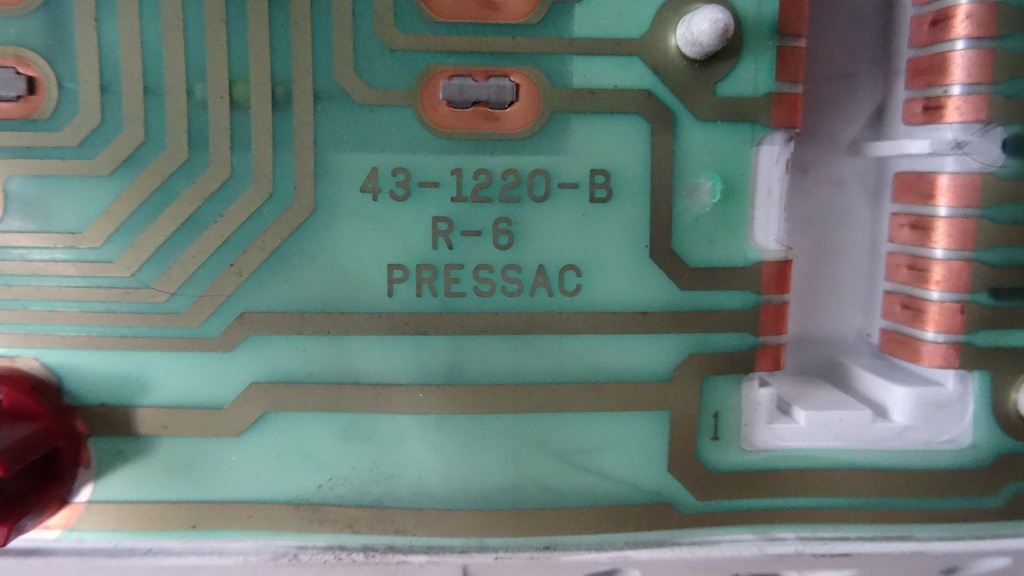 43-1220-B
R-6
PRESSAC
1